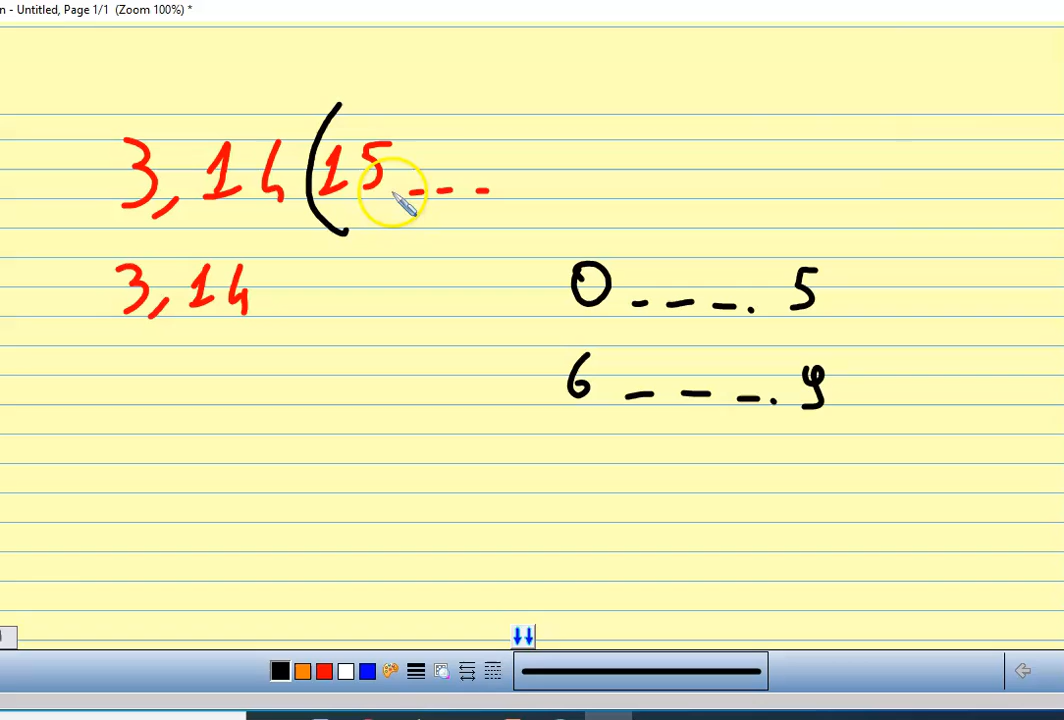 n - Untitled, Page 1/1 (Zoom 100%) *
3,14(15---
3,14
0---. 5
6---. 9